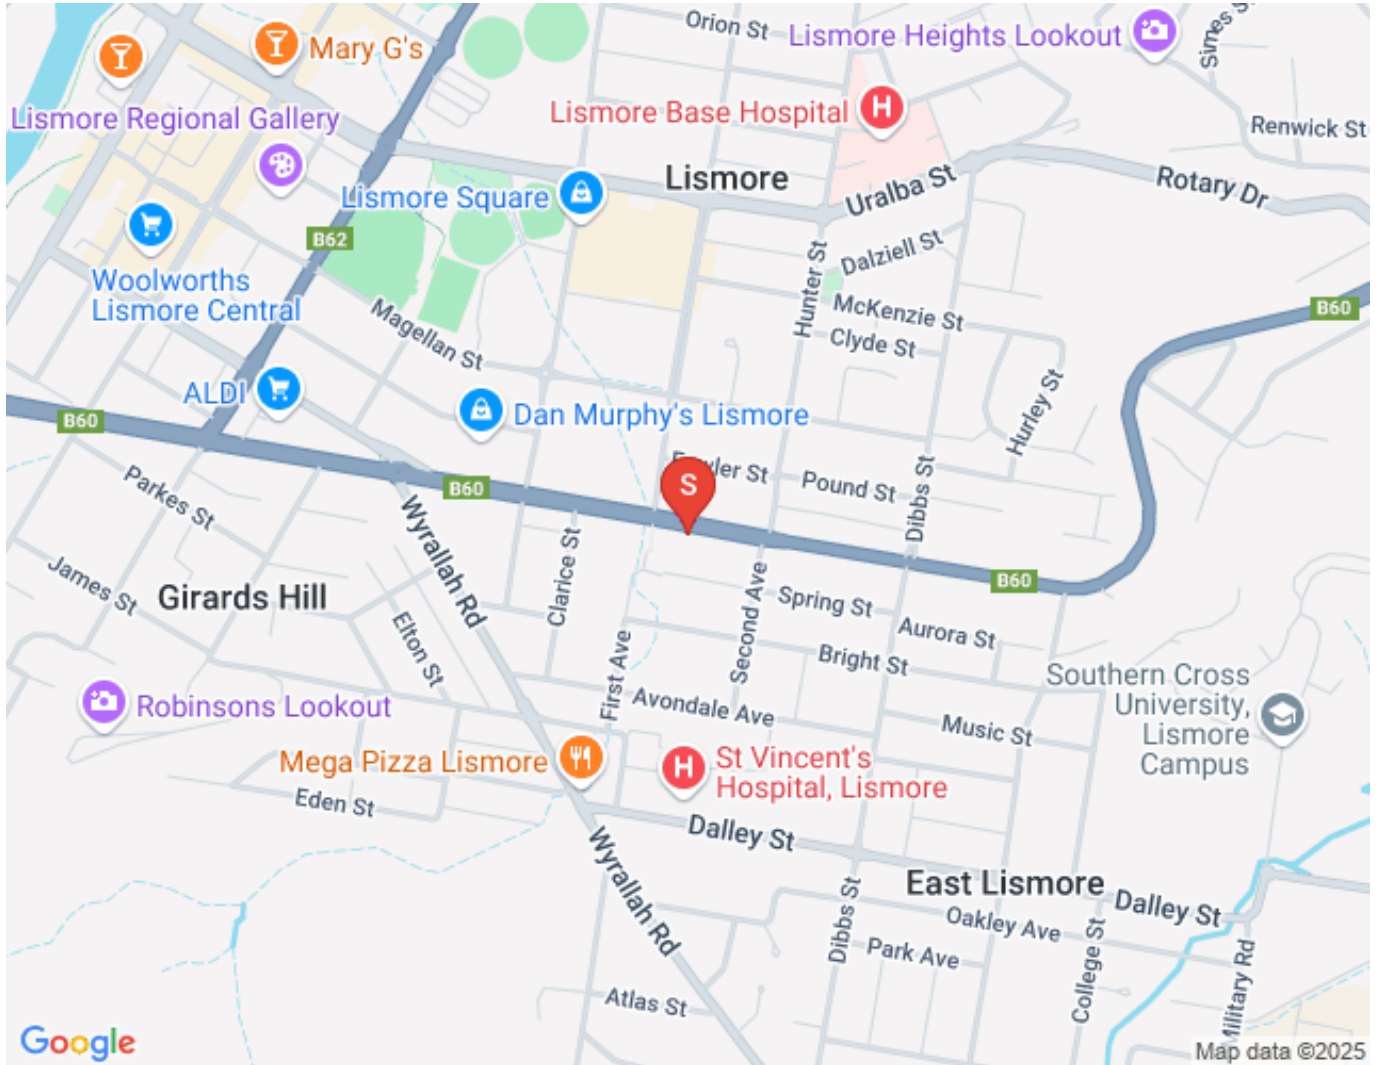 Orion St
Lismore Heights Lookout
Simes St
Mary G's
Lismore Regional Gallery
Lismore Base Hospital
H
Renwick St
Lismore
Uralba St
Rotary Dr
Lismore Square
B62
Dalziell St
Hunter St
Woolworths
Lismore Central
McKenzie St
Clyde St
B60
Magellan St
ALDI
Dan Murphy's Lismore
Hurley St
B60
Fowler St
S
Pound St
Dibbs St
B60
Parkes St
Wyrallah Rd
Clarice St
B60
James St
Girards Hill
Elton St
Second Ave
Spring St
Aurora St
Bright St
First Ave
Avondale Ave
Music St
Southern Cross
University,
Lismore
Campus
Robinsons Lookout
Mega Pizza Lismore
H
St Vincent's
Hospital, Lismore
Eden St
Dalley St
Wyrallah Rd
East Lismore
Dalley St
Dibbs St
Oakley Ave
Park Ave
College St
Military Rd
Atlas St
Google
Map data ©2025